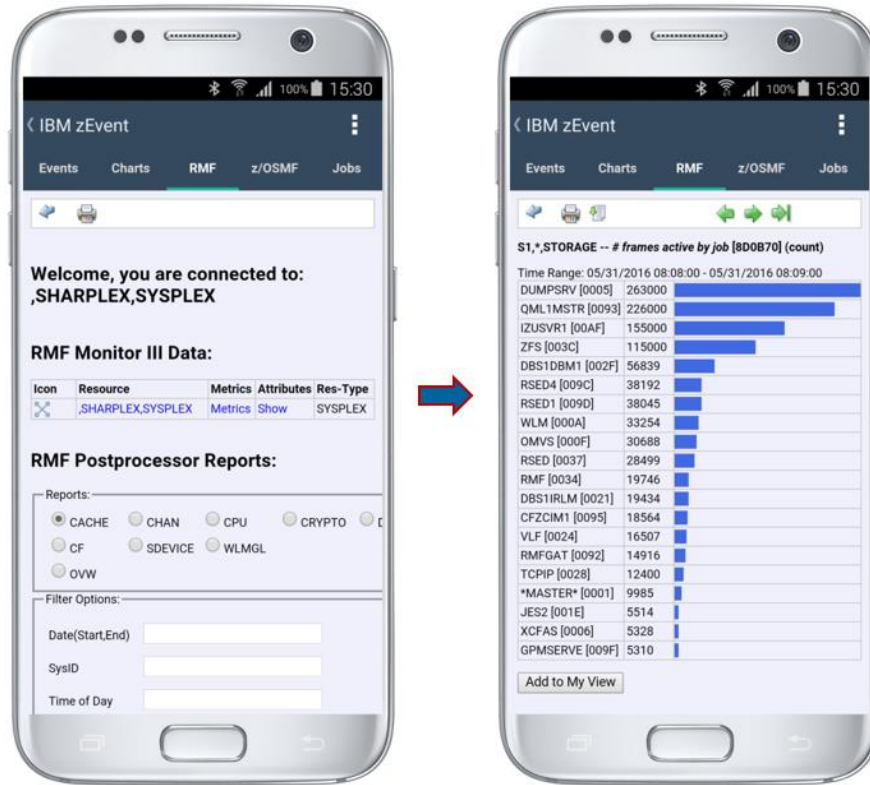 100% 15:30
IBM zEvent
Events Charts RMF z/OSMF Jobs
Welcome, you are connected to:
,SHARPLEX,SYSPLEX
RMF Monitor III Data:
Icon Resource Metrics Attributes Res-Type
,SHARPLEX,SYSPLEX Metrics Show SYSPLEX
RMF Postprocessor Reports:
Reports:
CACHE CHAN CPU CRYPTO
CF SDEVICE WLMGL
OVW
Filter Options:
Date(Start,End)
SysID
Time of Day
100% 15:30
IBM zEvent
Events Charts RMF z/OSMF Jobs
S1,*,STORAGE -- # frames active by job [8D0B70] (count)
Time Range: 05/31/2016 08:08:00 - 05/31/2016 08:09:00
DUMPSRV [0005] 263000
QML1MSTR [0093] 226000
IZUSVR1 [00AF] 155000
ZFS [003C] 115000
DBS1DBM1 [002F] 56839
RSED4 [009C] 38192
RSED1 [009D] 38045
WLM [000A] 33254
OMVS [000F] 30688
RSED [0037] 28499
RMF [0034] 19746
DBS1IRLM [0021] 19434
CFZCIM1 [0095] 18564
VLF [0024] 16507
RMFGAT [0092] 14916
TCPIP [0028] 12400
*MASTER* [0001] 9985
JES2 [001E] 5514
XCFAS [0006] 5328
GPMSERVE [009F] 5310
Add to My View